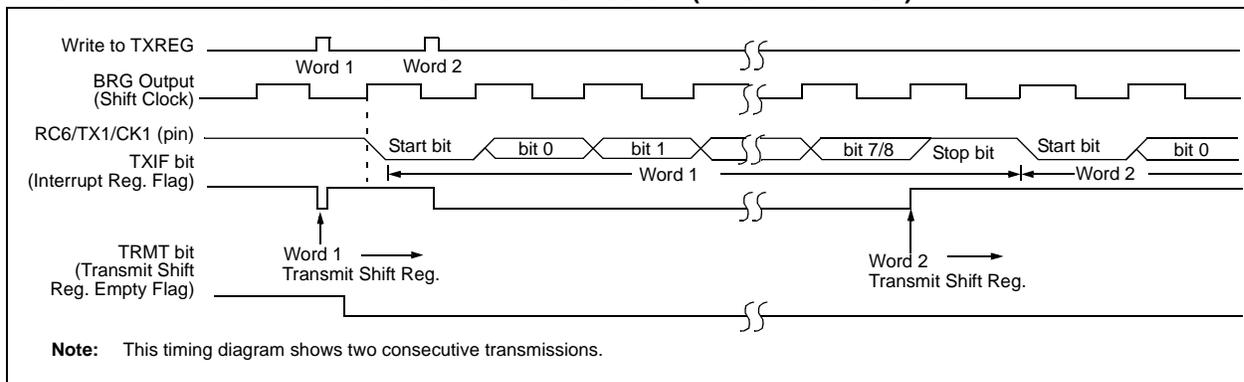 Write to TXREG
Word 1
Word 2
BRG Output
(Shift Clock)
RC6/TX1/CK1 (pin)
Start bit
bit 0
bit 1
bit 7/8
Stop bit
Start bit
bit 0
TXIF bit
(Interrupt Reg. Flag)
Word 1
Word 2
Word 1
Transmit Shift Reg.
Word 2
Transmit Shift Reg.
TRMT bit
(Transmit Shift
Reg. Empty Flag)
Note: This timing diagram shows two consecutive transmissions.